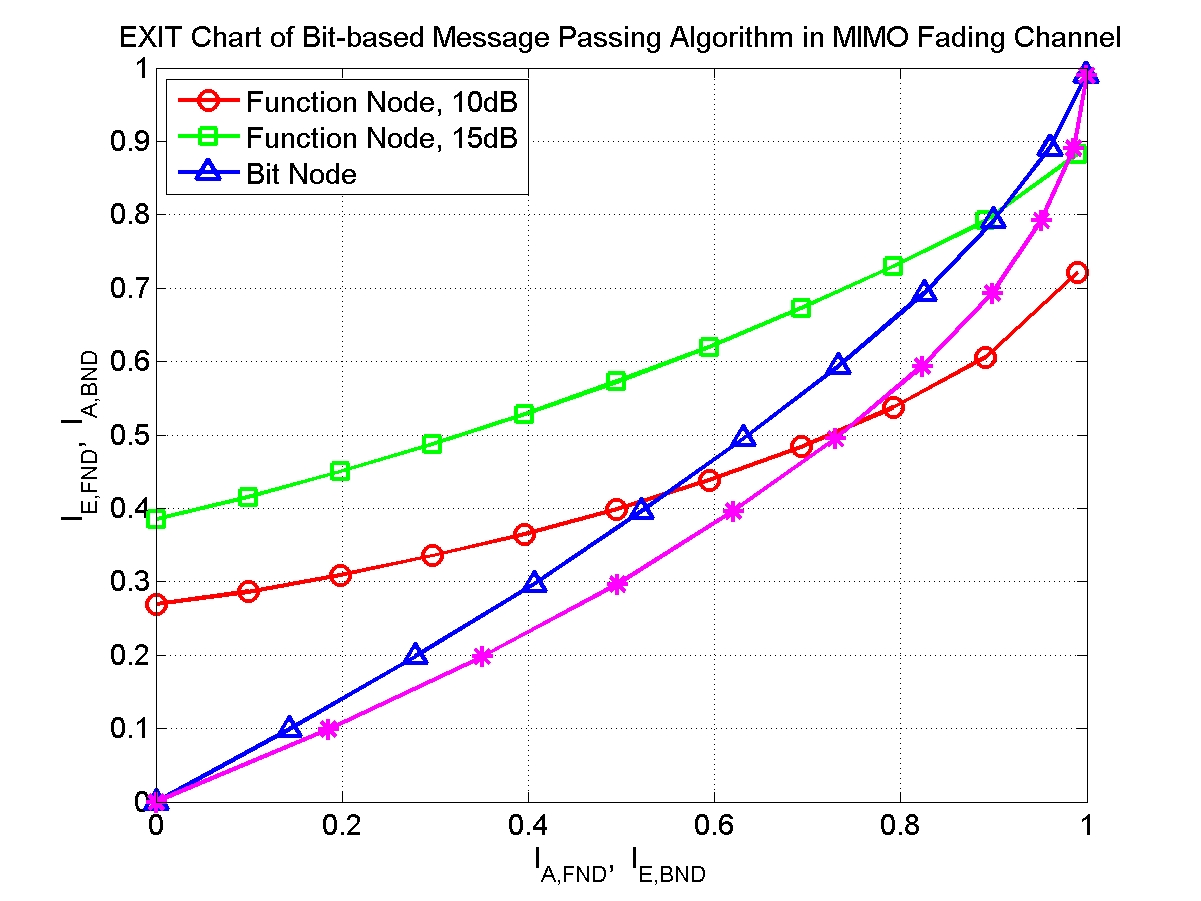 EXIT Chart of Bit-based Message Passing Algorithm in MIMO Fading Channel
Function Node, 10dB
Function Node, 15dB
Bit Node
1
0.9
0.8
0.7
0.6
0.5
0.4
0.3
0.2
0.1
0
I_E,FND, I_A,BND
0 0.2 0.4 0.6 0.8 1
I_A,FND, I_E,BND